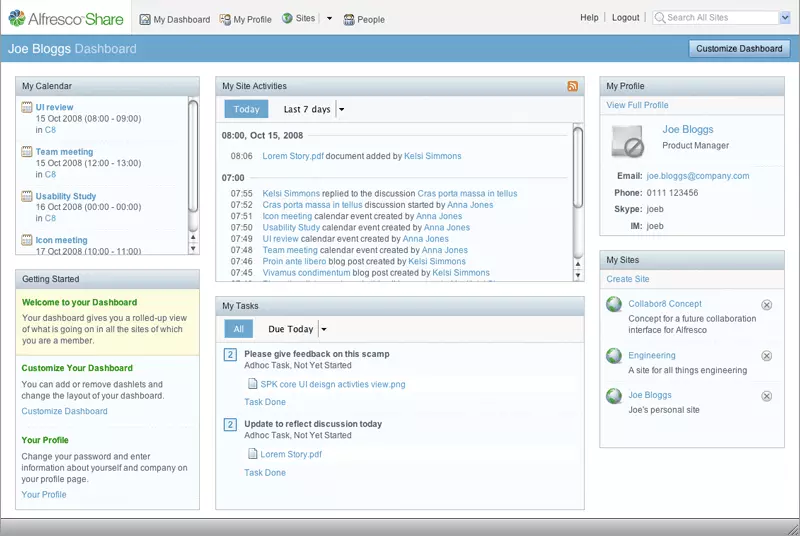 Alfresco Share
My Dashboard
My Profile
Sites
People
Help
Logout
Search All Sites
Joe Bloggs Dashboard
Customize Dashboard
My Calendar
UI review
15 Oct 2008 (08:00 - 09:00)
in C8
Team meeting
15 Oct 2008 (12:00 - 13:00)
in C8
Usability Study
16 Oct 2008 (00:00 - 00:00)
in C8
Icon meeting
17 Oct 2008 (10:00 - 11:00)
Getting Started
Welcome to your Dashboard
Your dashboard gives you a rolled-up view
of what is going on in all the sites of which
you are a member.
Customize Your Dashboard
You can add or remove dashlets and
change the layout of your dashboard.
Customize Dashboard
Your Profile
Change your password and enter
information about yourself and company on
your profile page.
Your Profile
My Site Activities
Today
Last 7 days
08:00, Oct 15, 2008
08:06 Lorem Story.pdf document added by Kelsi Simmons
07:00
07:55 Kelsi Simmons replied to the discussion Cras porta massa in tellus
07:52 Cras porta massa in tellus discussion started by Anna Jones
07:51 Icon meeting calendar event created by Anna Jones
07:50 Usability Study calendar event created by Anna Jones
07:49 UI review calendar event created by Anna Jones
07:48 Team meeting calendar event created by Anna Jones
07:46 Proin ante libero blog post created by Kelsi Simmons
07:45 Vivamus condimentum blog post created by Kelsi Simmons
My Tasks
All
Due Today
2 Please give feedback on this scamp
Adhoc Task, Not Yet Started
SPK core UI deisgn activties view.png
Task Done
2 Update to reflect discussion today
Adhoc Task, Not Yet Started
Lorem Story.pdf
Task Done
My Profile
View Full Profile
Joe Bloggs
Product Manager
Email: joe.bloggs@company.com
Phone: 0111 123456
Skype: joeb
IM: joeb
My Sites
Create Site
Collabor8 Concept
Concept for a future collaboration
interface for Alfresco
Engineering
A site for all things engineering
Joe Bloggs
Joe's personal site